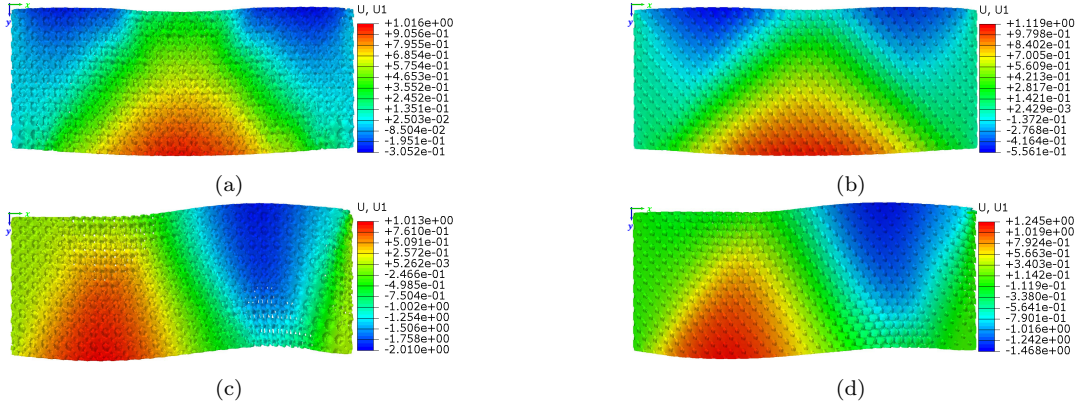 x
y
U, U1
+1.016e+00
+9.056e-01
+7.955e-01
+6.854e-01
+5.754e-01
+4.653e-01
+3.552e-01
+2.452e-01
+1.351e-01
+2.503e-02
-8.504e-02
-1.951e-01
-3.052e-01
(a)
x
y
U, U1
+1.119e+00
+9.798e-01
+8.402e-01
+7.005e-01
+5.609e-01
+4.213e-01
+2.817e-01
+1.421e-01
+2.429e-03
-1.372e-01
-2.768e-01
-4.164e-01
-5.561e-01
(b)
x
y
U, U1
+1.013e+00
+7.610e-01
+5.091e-01
+2.572e-01
+5.262e-03
-2.466e-01
-4.985e-01
-7.504e-01
-1.002e+00
-1.254e+00
-1.506e+00
-1.758e+00
-2.010e+00
(c)
x
y
U, U1
+1.245e+00
+1.019e+00
+7.924e-01
+5.663e-01
+3.403e-01
+1.142e-01
-1.119e-01
-3.380e-01
-5.641e-01
-7.901e-01
-1.016e+00
-1.242e+00
-1.468e+00
(d)